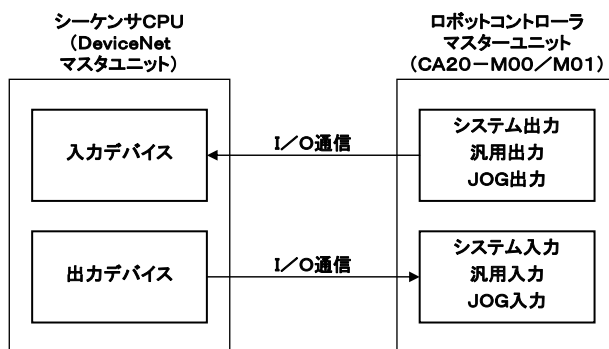 シーケンサCPU
(DeviceNet
マスタユニット)
ロボットコントローラ
マスターユニット
(CA20-M00/M01)
入力デバイス
I/O通信
システム出力
汎用出力
JOG出力
出力デバイス
I/O通信
システム入力
汎用入力
JOG入力